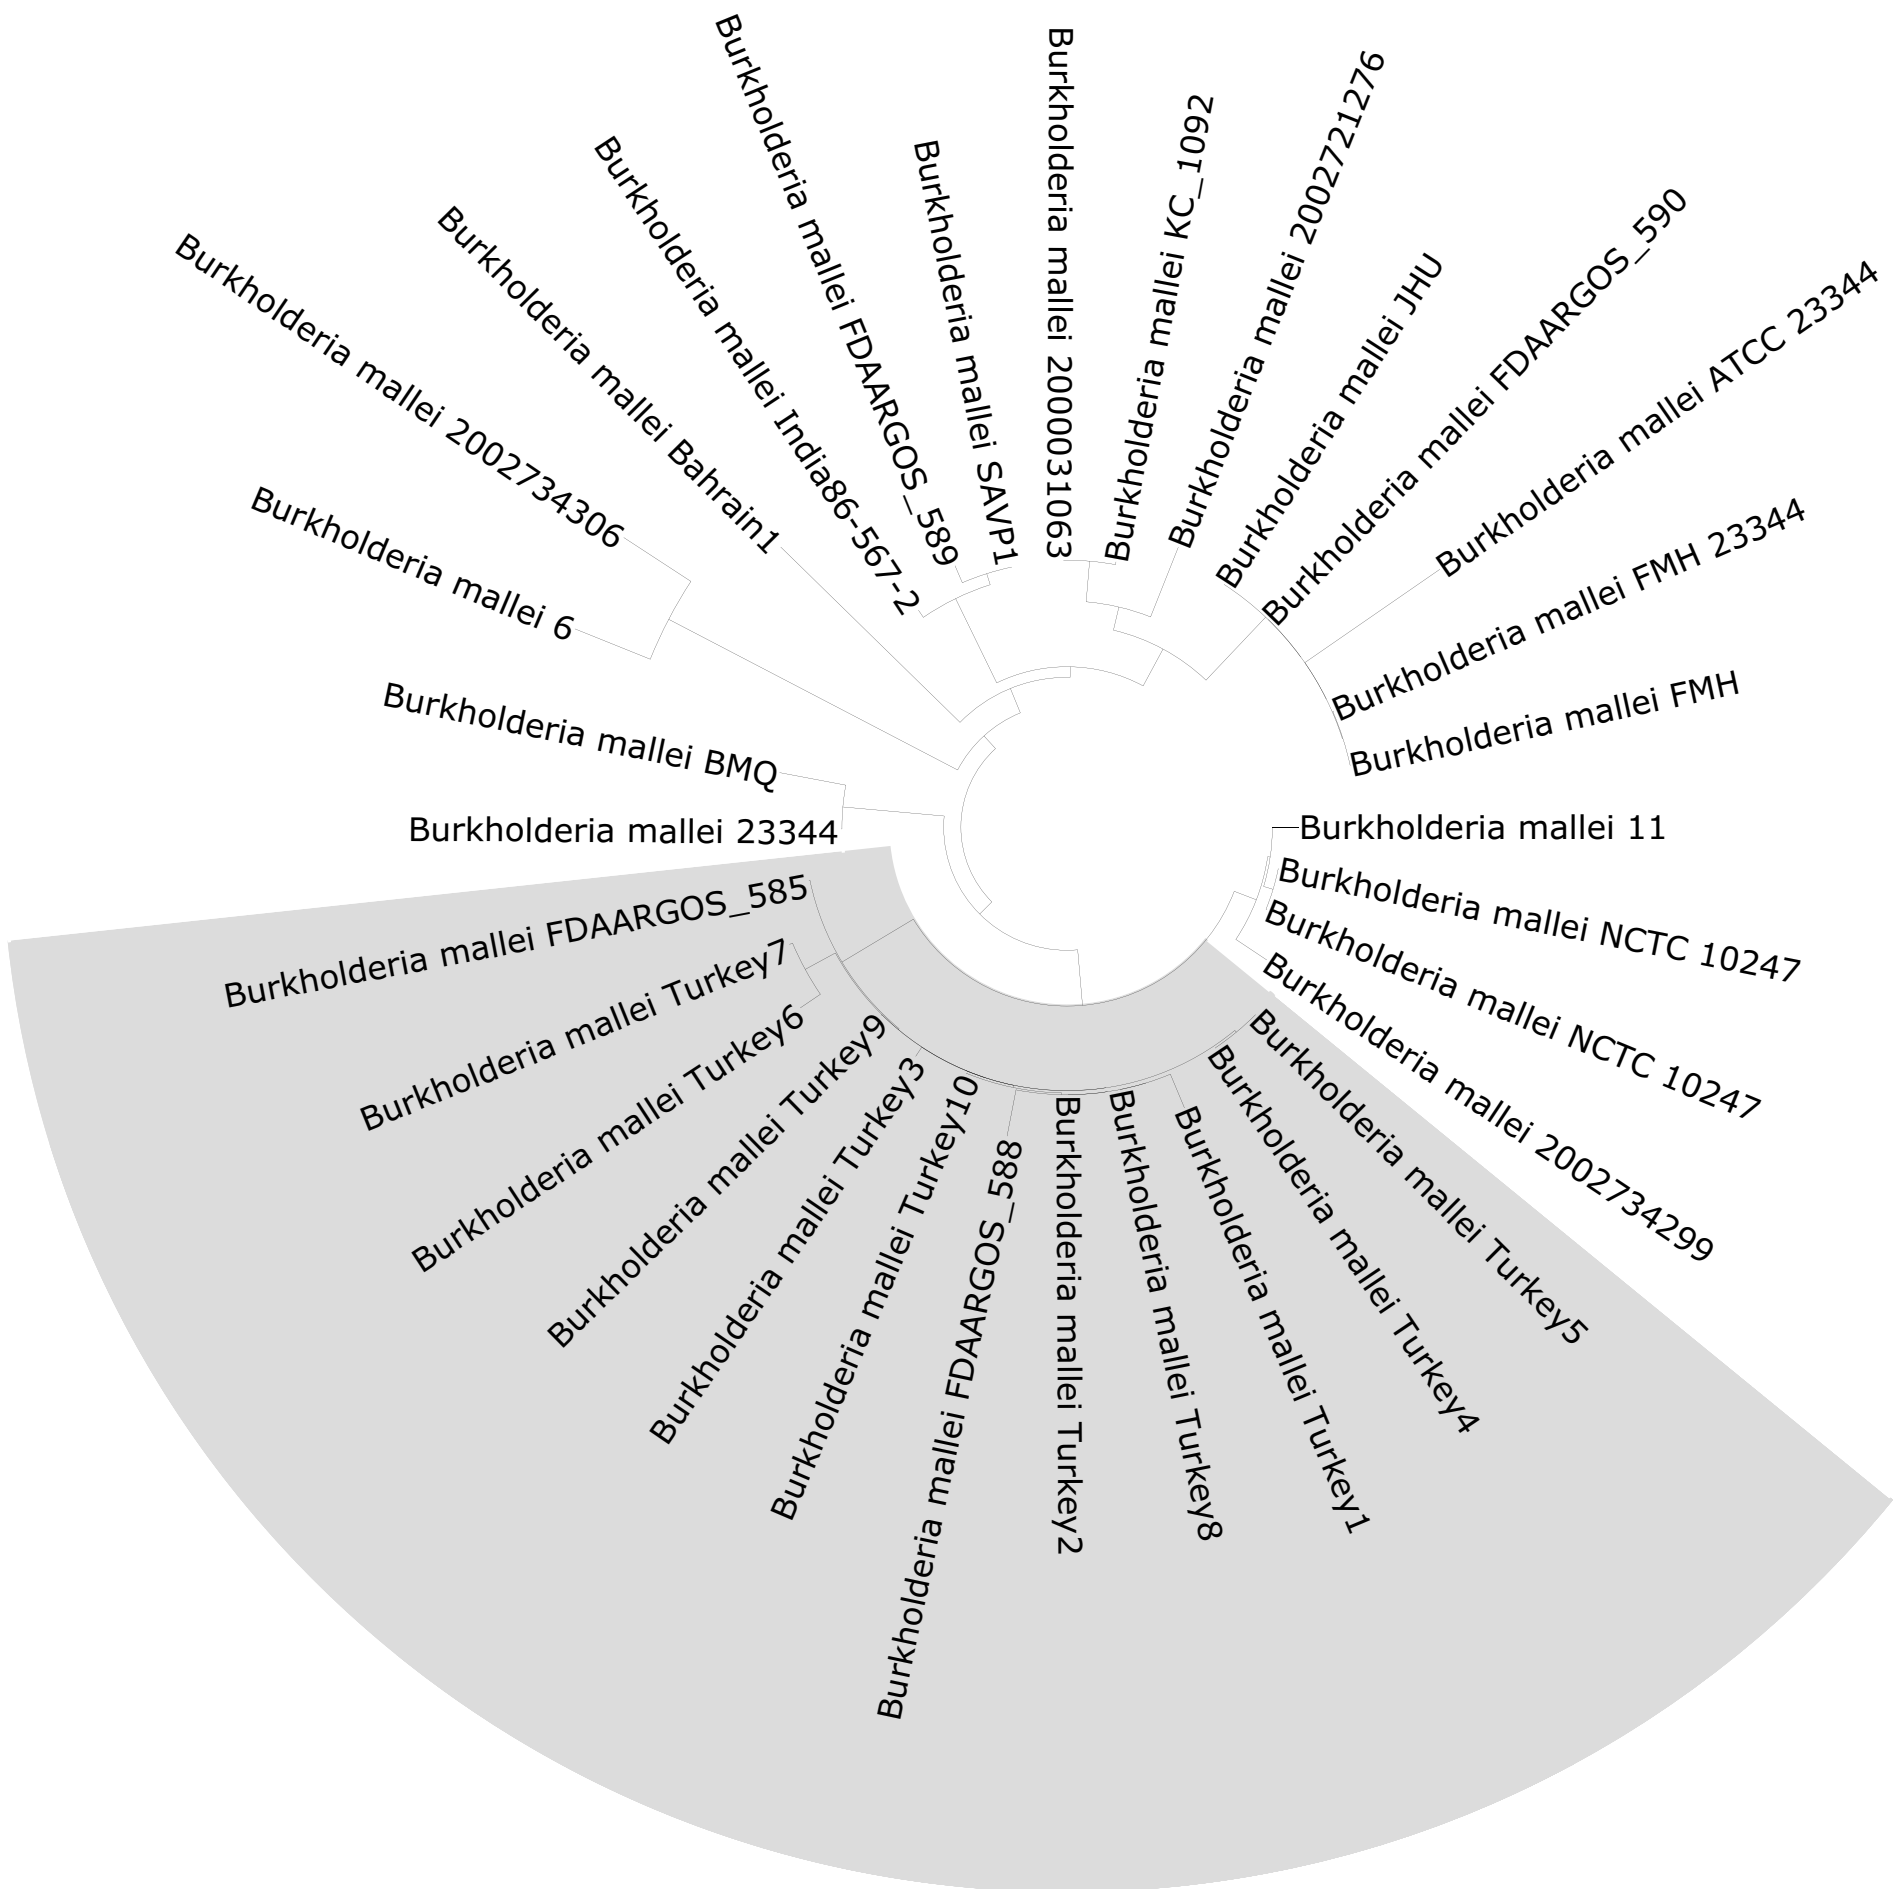 Burkholderia mallei 11
Burkholderia mallei NCTC 10247
Burkholderia mallei NCTC 10247
Burkholderia mallei 2002734299
Burkholderia mallei Turkey5
Burkholderia mallei Turkey4
Burkholderia mallei Turkey1
Burkholderia mallei Turkey8
Burkholderia mallei Turkey2
Burkholderia mallei FDAARGOS_588
Burkholderia mallei Turkey10
Burkholderia mallei Turkey3
Burkholderia mallei Turkey9
Burkholderia mallei Turkey6
Burkholderia mallei Turkey7
Burkholderia mallei FDAARGOS_585
Burkholderia mallei 23344
Burkholderia mallei BMQ
Burkholderia mallei 6
Burkholderia mallei 2002734306
Burkholderia mallei Bahrain1
Burkholderia mallei India86-567-2
Burkholderia mallei FDAARGOS_589
Burkholderia mallei SAVP1
Burkholderia mallei 2000031063
Burkholderia mallei KC_1092
Burkholderia mallei 2002721276
Burkholderia mallei JHU
Burkholderia mallei FDAARGOS_590
Burkholderia mallei ATCC 23344
Burkholderia mallei FMH 23344
Burkholderia mallei FMH